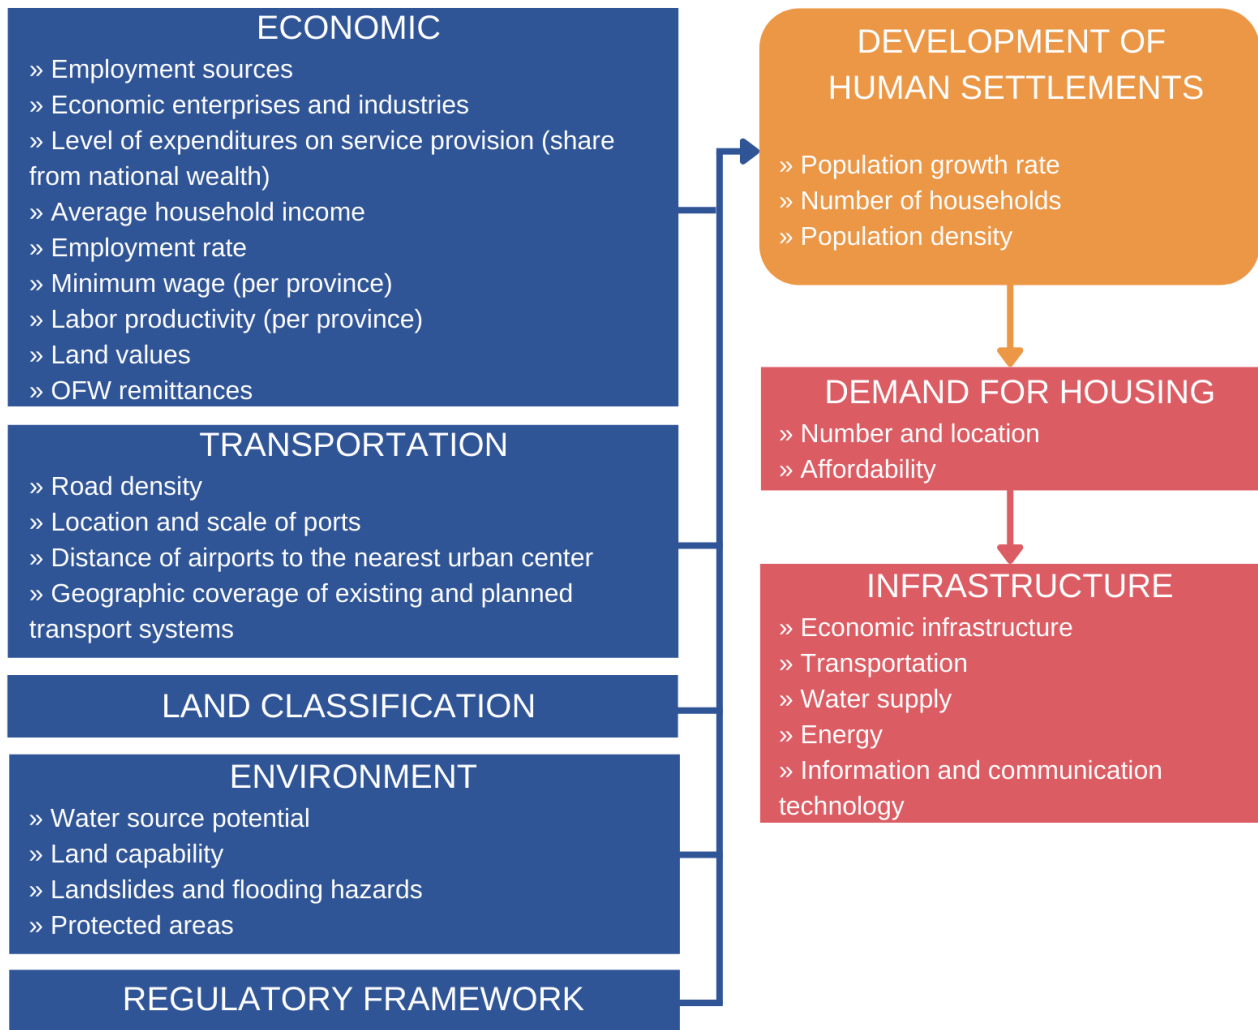 ECONOMIC
» Employment sources
» Economic enterprises and industries
» Level of expenditures on service provision (share
from national wealth)
» Average household income
» Employment rate
» Minimum wage (per province)
» Labor productivity (per province)
» Land values
» OFW remittances
TRANSPORTATION
» Road density
» Location and scale of ports
» Distance of airports to the nearest urban center
» Geographic coverage of existing and planned
transport systems
LAND CLASSIFICATION
ENVIRONMENT
» Water source potential
» Land capability
» Landslides and flooding hazards
» Protected areas
REGULATORY FRAMEWORK
DEVELOPMENT OF
HUMAN SETTLEMENTS
» Population growth rate
» Number of households
» Population density
DEMAND FOR HOUSING
» Number and location
» Affordability
INFRASTRUCTURE
» Economic infrastructure
» Transportation
» Water supply
» Energy
» Information and communication
technology